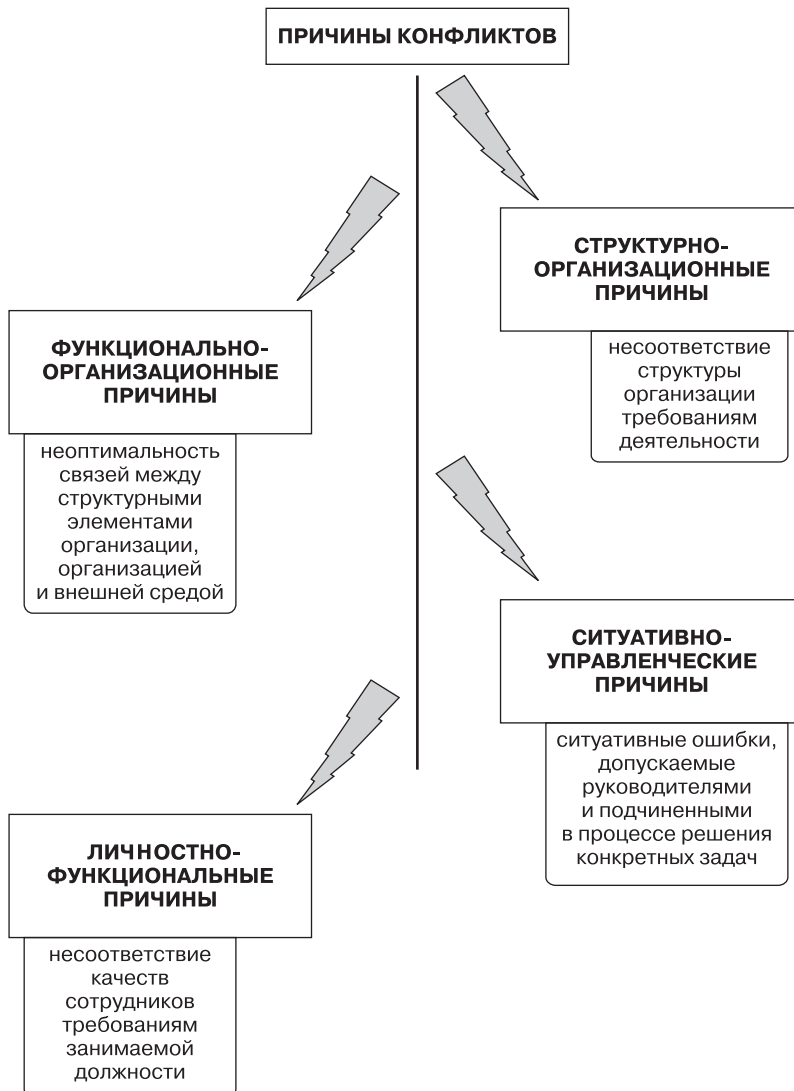 ПРИЧИНЫ КОНФЛИКТОВ
СТРУКТУРНО-
ОРГАНИЗАЦИОННЫЕ
ПРИЧИНЫ
несоответствие
структуры
организации
требованиям
деятельности
ФУНКЦИОНАЛЬНО-
ОРГАНИЗАЦИОННЫЕ
ПРИЧИНЫ
неоптимальность
связей между
структурными
элементами
организации,
организацией
и внешней средой
СИТУАТИВНО-
УПРАВЛЕНЧЕСКИЕ
ПРИЧИНЫ
ситуативные ошибки,
допускаемые
руководителями
и подчиненными
в процессе решения
конкретных задач
ЛИЧНОСТНО-
ФУНКЦИОНАЛЬНЫЕ
ПРИЧИНЫ
несоответствие
качеств
сотрудников
требованиям
занимаемой
должности